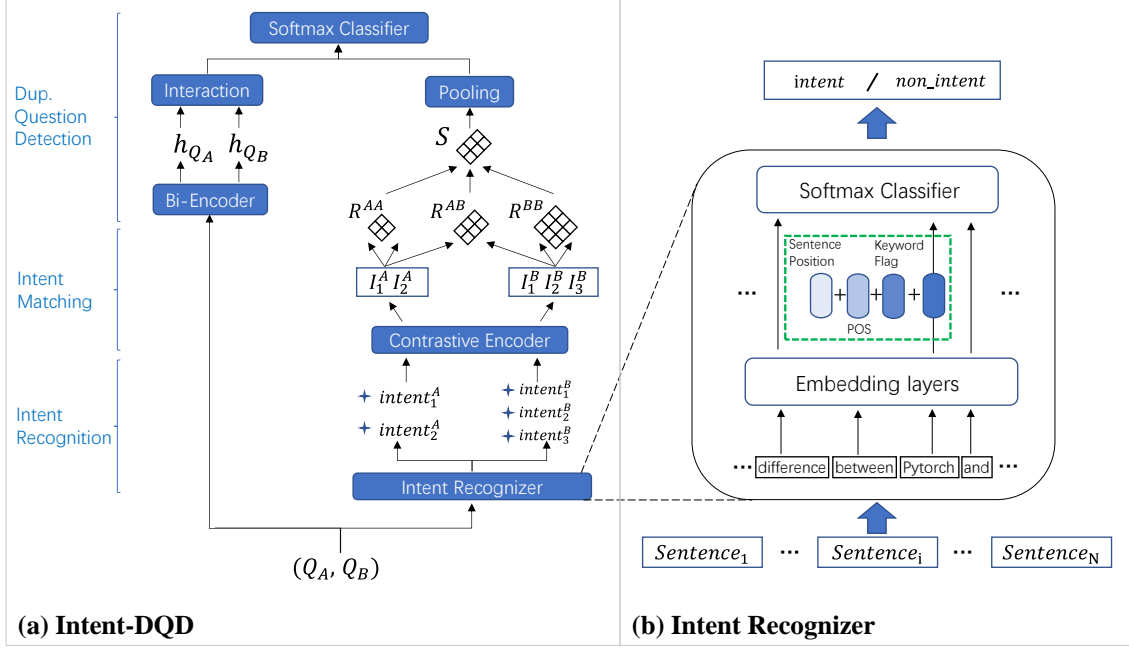 Softmax Classifier
Dup.
Question
Detection
Interaction
Pooling
h_{Q_A}
h_{Q_B}
S
Bi-Encoder
R^{AA}
R^{AB}
R^{BB}
Intent
Matching
I_1^A I_2^A
I_1^B I_2^B I_3^B
Contrastive Encoder
Intent
Recognition
intent_1^A
intent_2^A
intent_1^B
intent_2^B
intent_3^B
Intent Recognizer
(Q_A, Q_B)
(a) Intent-DQD
intent / non_intent
Softmax Classifier
Sentence
Position
Keyword
Flag
... + + + ...
POS
Embedding layers
... difference between Pytorch and ...
Sentence_1 ... Sentence_i ... Sentence_N
(b) Intent Recognizer